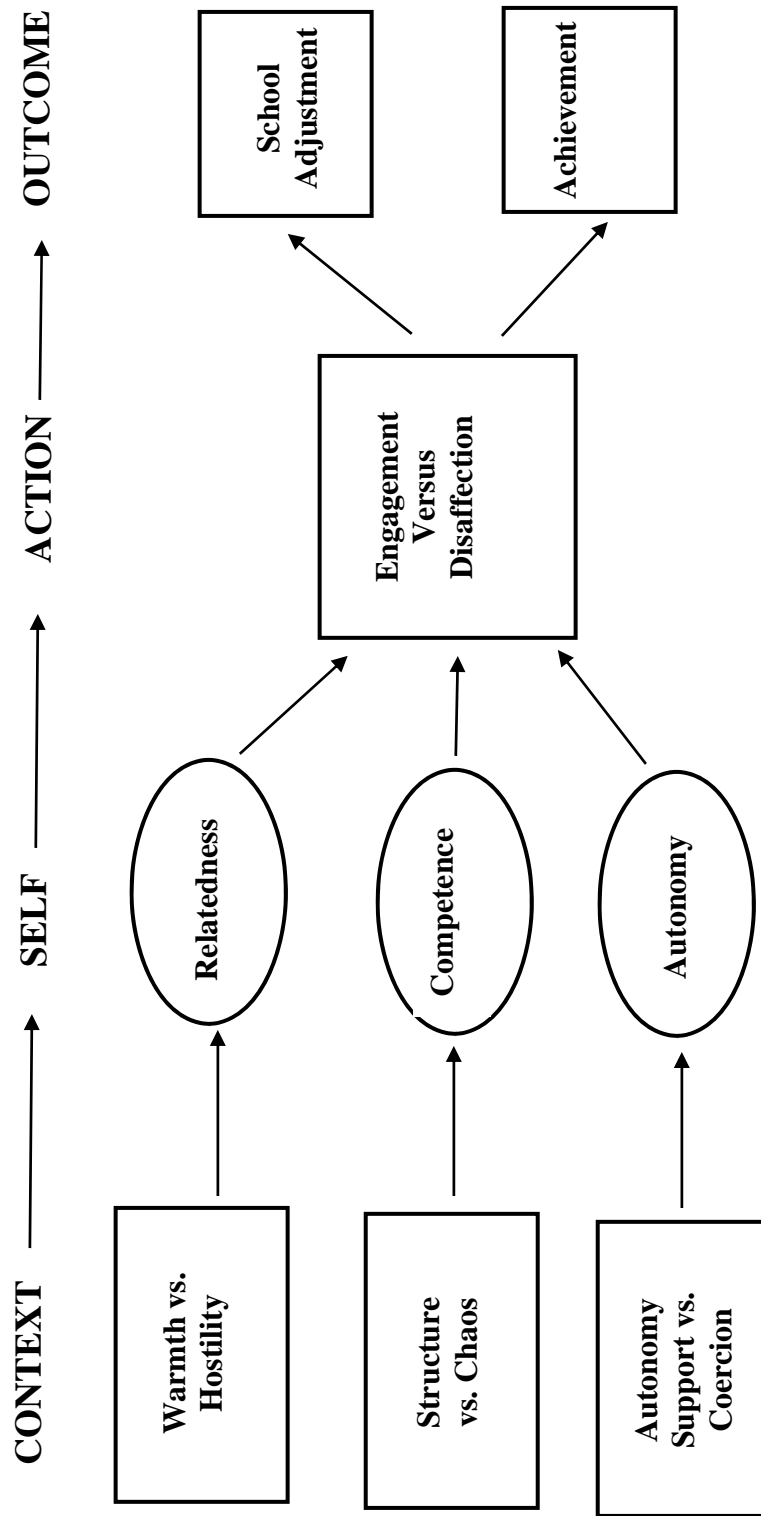 CONTEXT
SELF
ACTION
OUTCOME
Warmth vs.
Hostility
Relatedness
Structure
vs. Chaos
Competence
Autonomy
Support vs.
Coercion
Autonomy
Engagement
Versus
Disaffection
School
Adjustment
Achievement